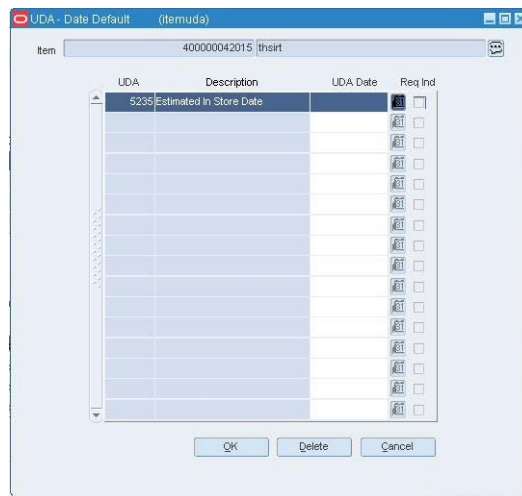 UDA - Date Default (itemuda)
Item 400000042015 thsirt
UDA Description UDA Date Req Ind
5235 Estimated In Store Date
OK Delete Cancel